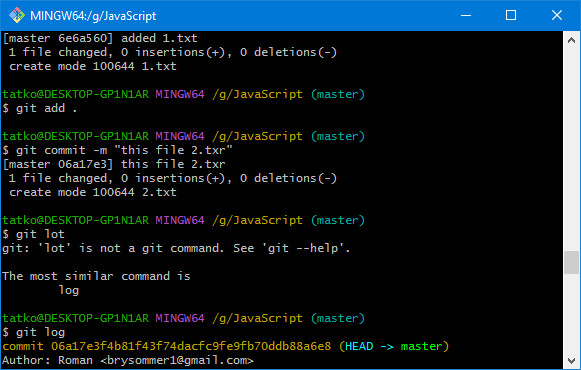 MINGW64:/g/JavaScript
[master 6e6a560] added 1.txt
 1 file changed, 0 insertions(+), 0 deletions(-)
 create mode 100644 1.txt
tatko@DESKTOP-GP1N1AR MINGW64 /g/JavaScript (master)
$ git add .
tatko@DESKTOP-GP1N1AR MINGW64 /g/JavaScript (master)
$ git commit -m "this file 2.txr"
[master 06a17e3] this file 2.txr
 1 file changed, 0 insertions(+), 0 deletions(-)
 create mode 100644 2.txt
tatko@DESKTOP-GP1N1AR MINGW64 /g/JavaScript (master)
$ git lot
git: 'lot' is not a git command. See 'git --help'.
The most similar command is
        log
tatko@DESKTOP-GP1N1AR MINGW64 /g/JavaScript (master)
$ git log
commit 06a17e3f4b81f43f74dacfc9fe9fb70ddb88a6e8 (HEAD -> master)
Author: Roman <brysommer1@gmail.com>